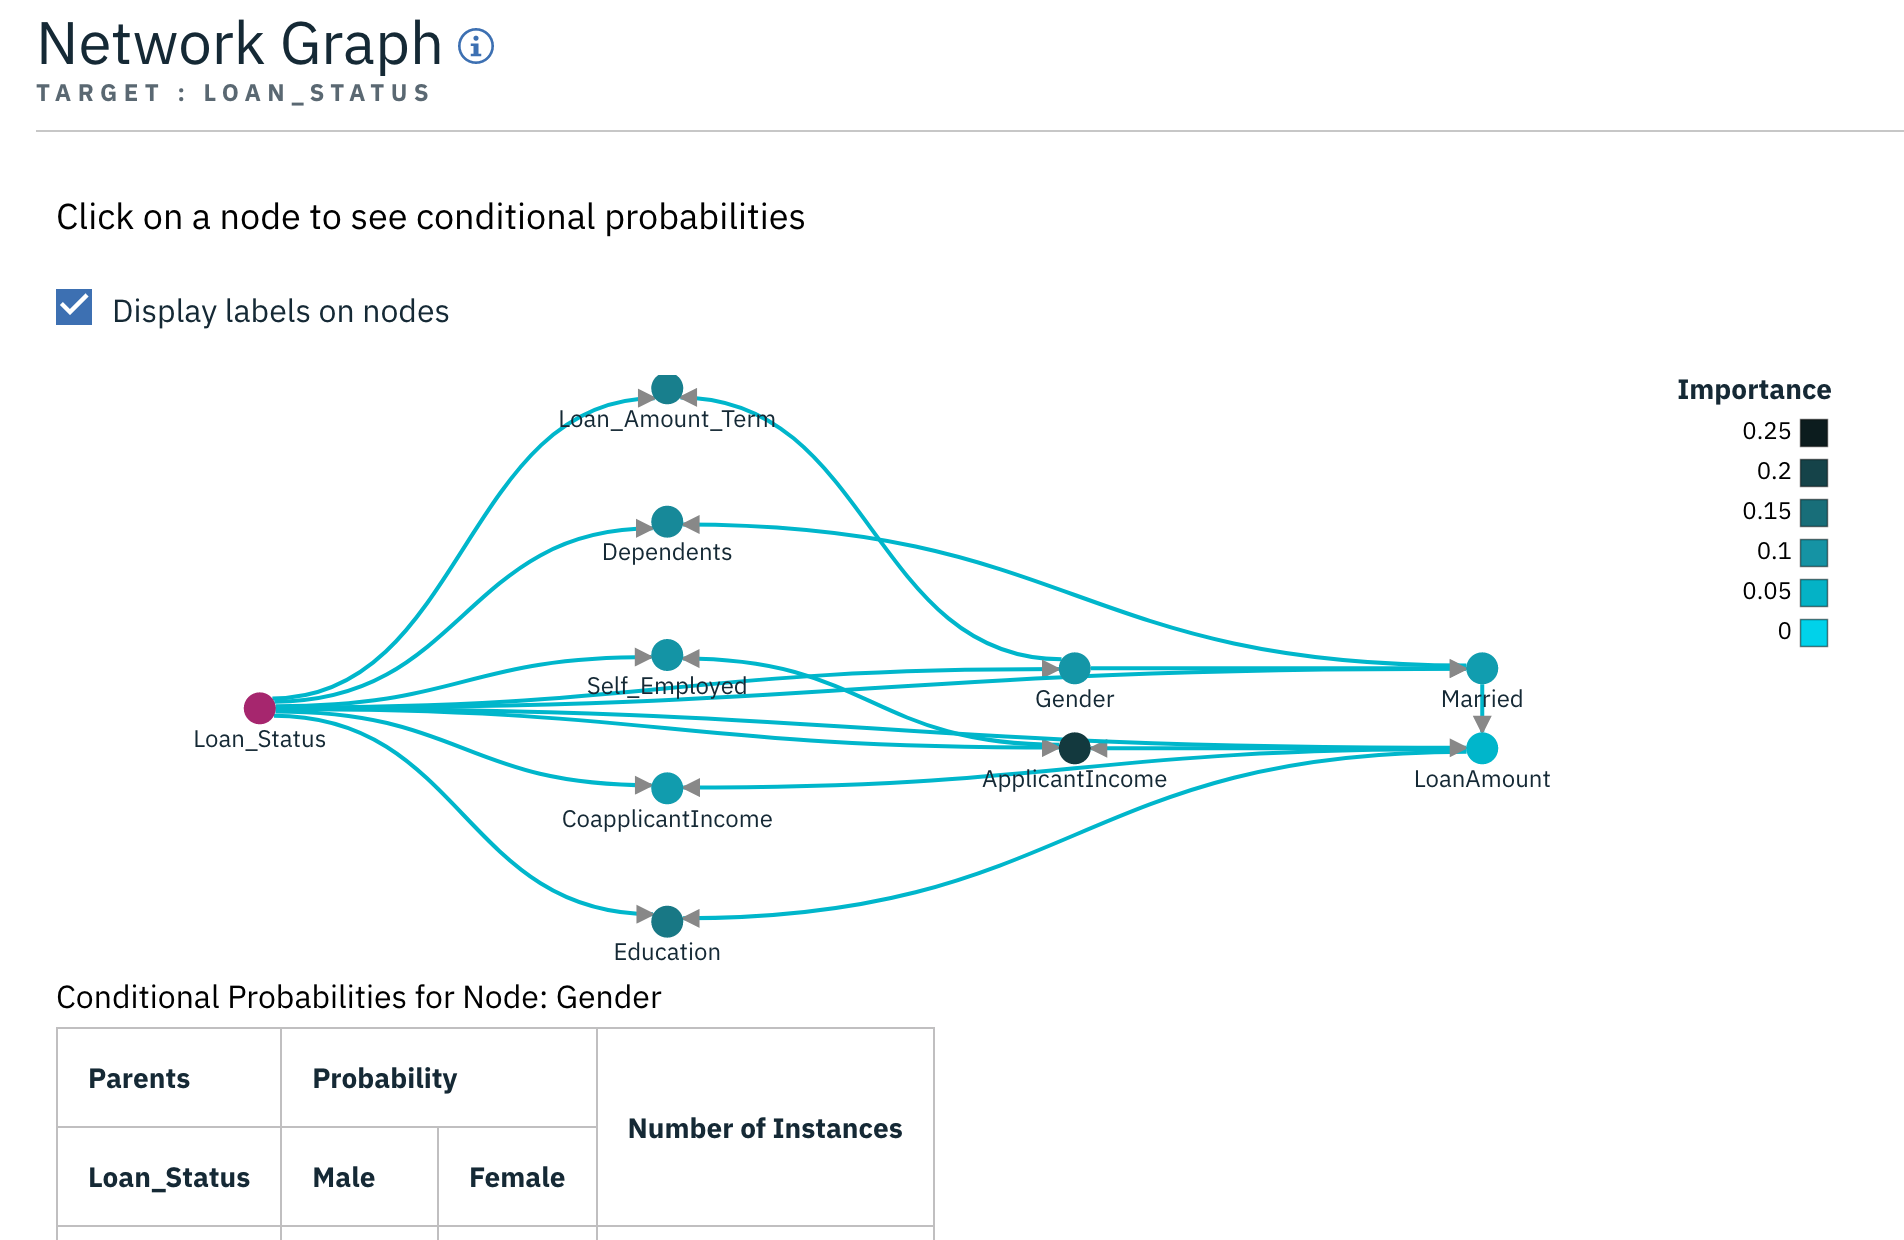 Network Graph
TARGET : LOAN_STATUS
Click on a node to see conditional probabilities
Display labels on nodes
Importance
0.25
0.2
0.15
0.1
0.05
0
Loan_Amount_Term
Dependents
Self_Employed
Gender
Married
Loan_Status
ApplicantIncome
LoanAmount
CoapplicantIncome
Education
Conditional Probabilities for Node: Gender
Parents Probability
Number of Instances
Loan_Status Male Female